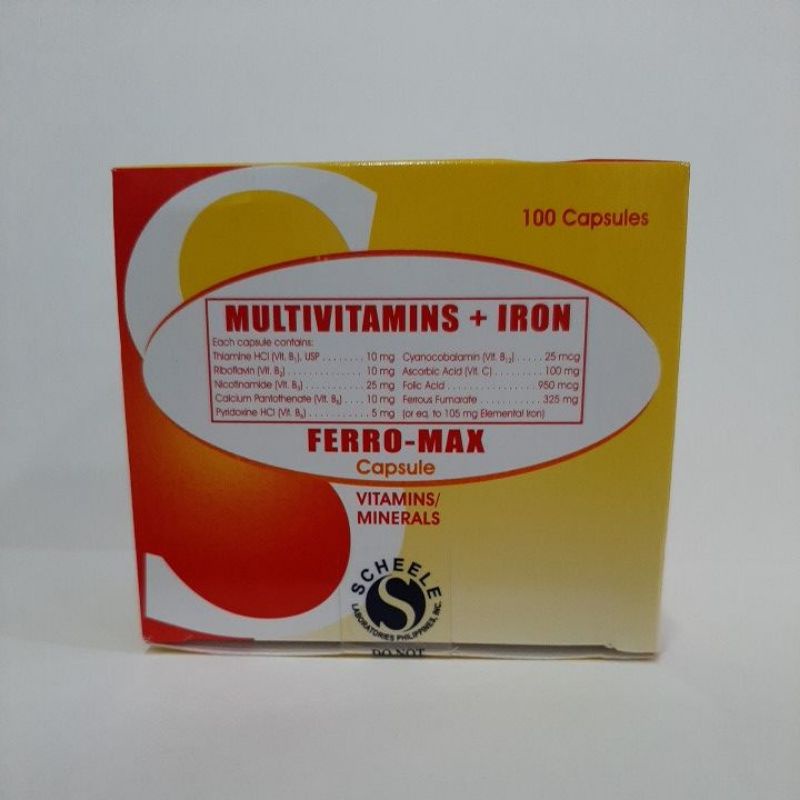 100 Capsules
MULTIVITAMINS + IRON
Each capsule contains:
Thiamine HCl (Vit. B₁), USP ........ 10 mg
Riboflavin (Vit. B₂) ........ 10 mg
Nicotinamide (Vit. B₃) ........ 25 mg
Calcium Pantothenate (Vit. B₅) .... 10 mg
Pyridoxine HCl (Vit. B₆) ........ 5 mg
Cyanocobalamin (Vit. B₁₂) ..... 25 mcg
Ascorbic Acid (Vit. C) ........ 100 mg
Folic Acid ........ 950 mcg
Ferrous Fumarate ........ 325 mg
(or eq. to 105 mg Elemental Iron)
FERRO-MAX
Capsule
VITAMINS/
MINERALS
SCHEELE
S
LABORATORIES PHILIPPINES, INC.
DO NOT